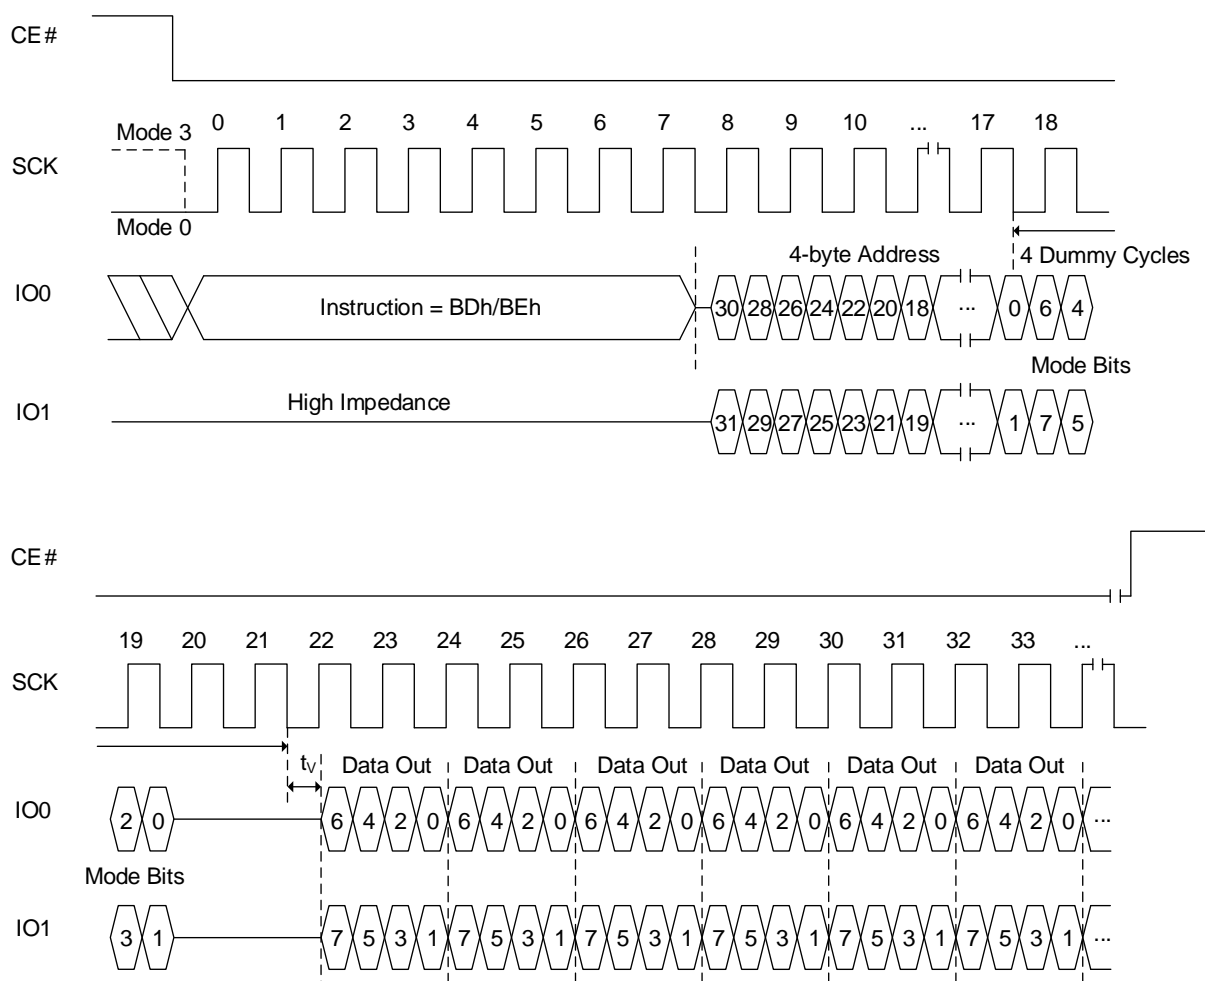 CE#
Mode 3 0 1 2 3 4 5 6 7 8 9 10 ... 17 18
SCK
Mode 0
4-byte Address 4 Dummy Cycles
IO0 Instruction = BDh/BEh 30 28 26 24 22 20 18 ... 0 6 4
Mode Bits
IO1 High Impedance 31 29 27 25 23 21 19 ... 1 7 5
CE#
19 20 21 22 23 24 25 26 27 28 29 30 31 32 33 ...
SCK
tV Data Out Data Out Data Out Data Out Data Out Data Out
IO0 2 0 6 4 2 0 6 4 2 0 6 4 2 0 6 4 2 0 6 4 2 0 6 4 2 0 ...
Mode Bits
IO1 3 1 7 5 3 1 7 5 3 1 7 5 3 1 7 5 3 1 7 5 3 1 7 5 3 1 ...